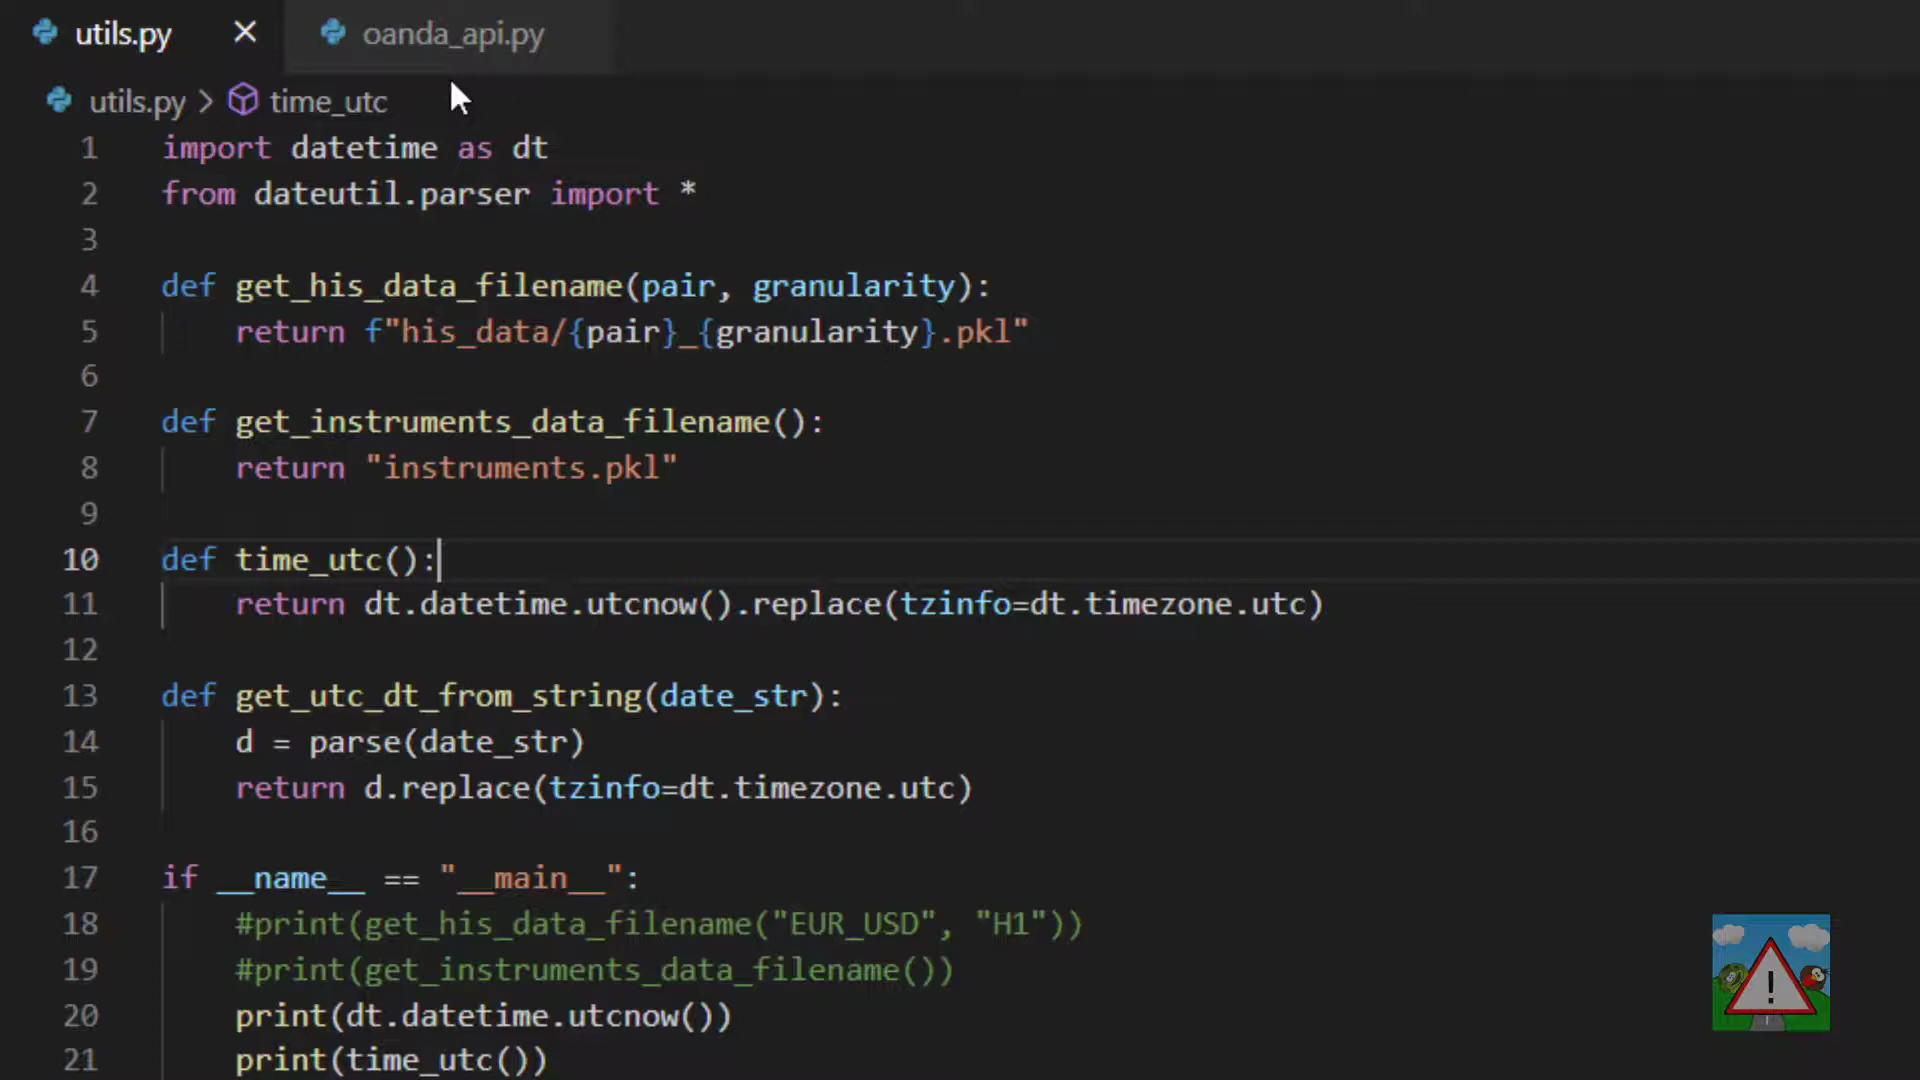 utils.py oanda_api.py
utils.py > time_utc
1 import datetime as dt
2 from dateutil.parser import *
3
4 def get_his_data_filename(pair, granularity):
5     return f"his_data/{pair}_{granularity}.pkl"
6
7 def get_instruments_data_filename():
8     return "instruments.pkl"
9
10 def time_utc():
11     return dt.datetime.utcnow().replace(tzinfo=dt.timezone.utc)
12
13 def get_utc_dt_from_string(date_str):
14     d = parse(date_str)
15     return d.replace(tzinfo=dt.timezone.utc)
16
17 if __name__ == "__main__":
18     #print(get_his_data_filename("EUR_USD", "H1"))
19     #print(get_instruments_data_filename())
20     print(dt.datetime.utcnow())
21     print(time_utc())
!